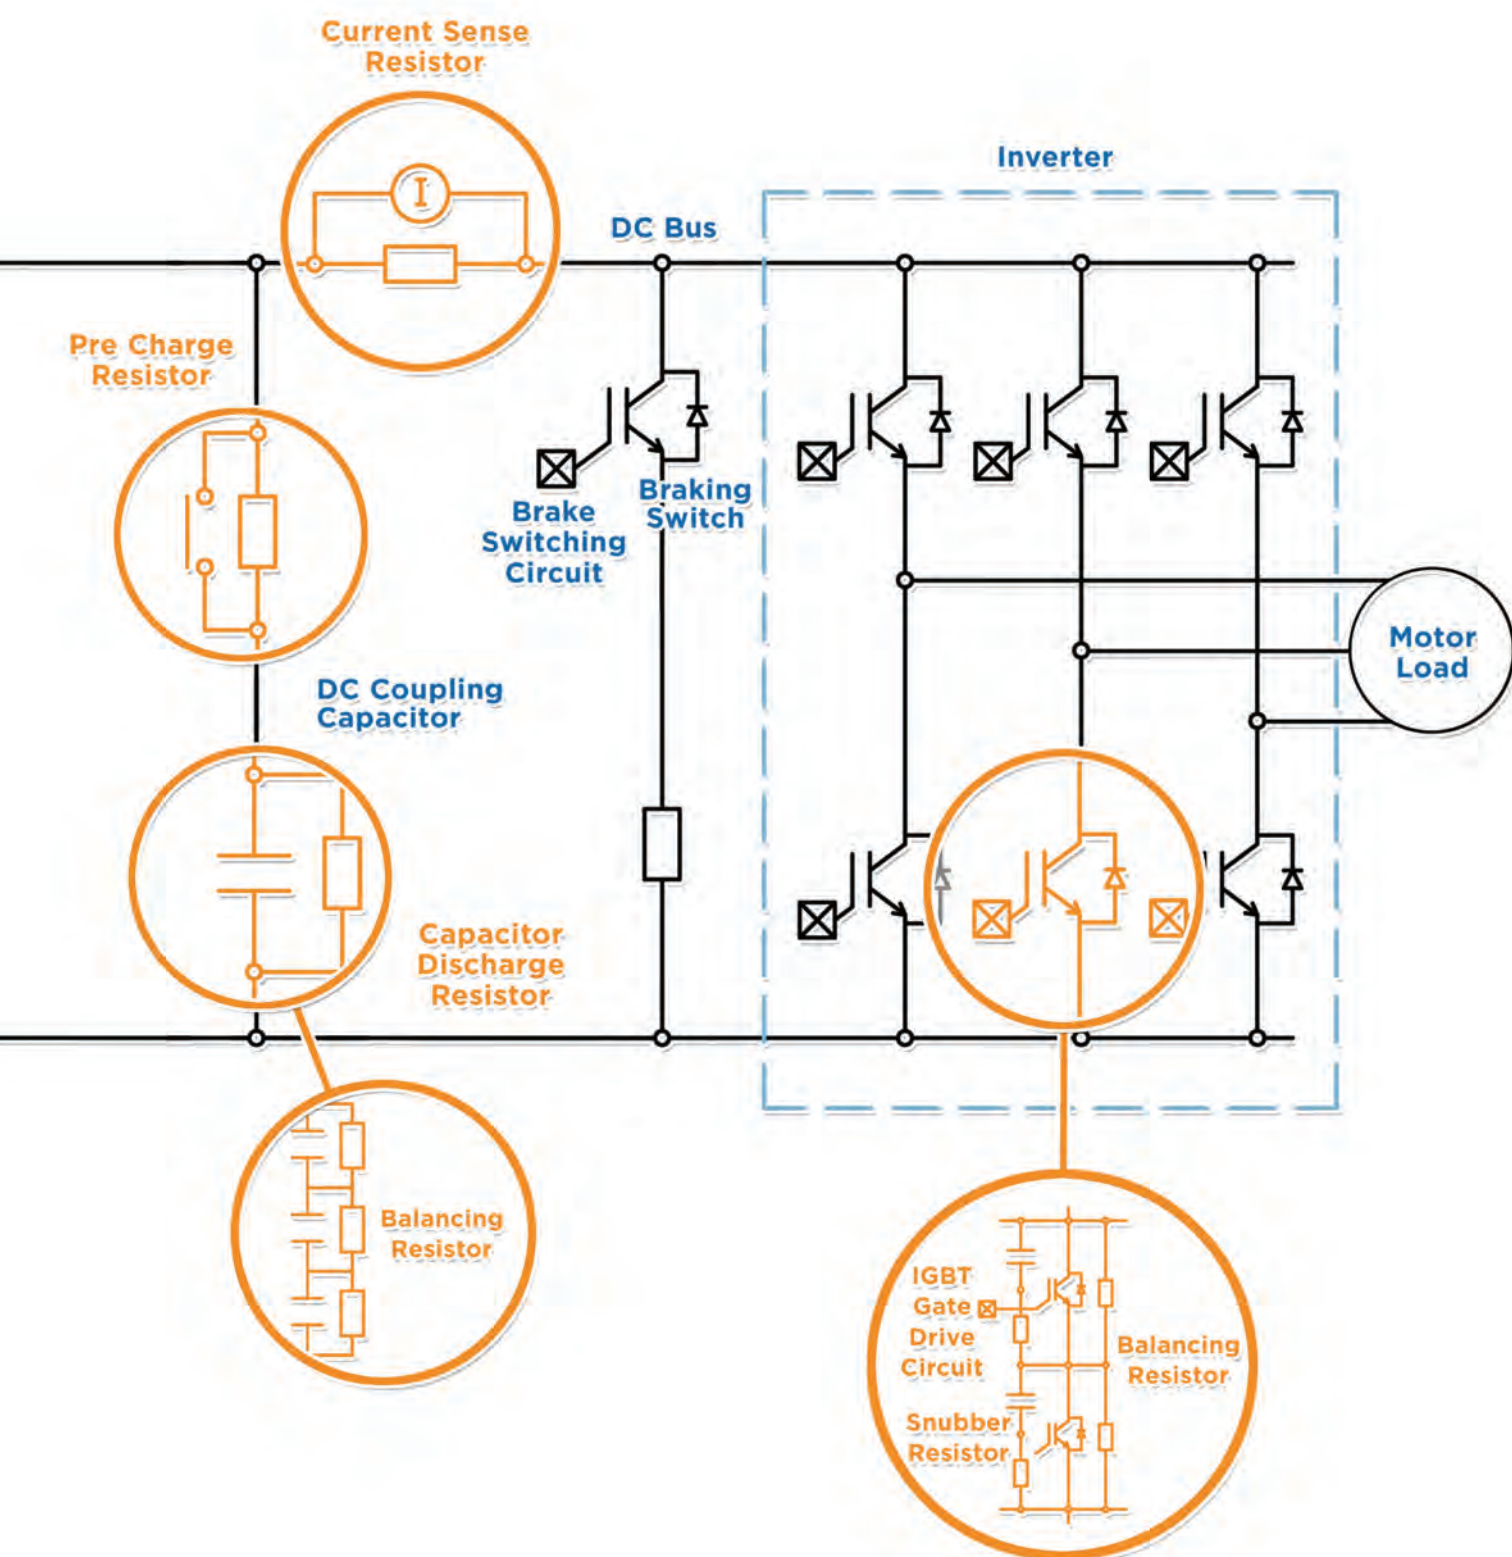 Current Sense
Resistor
I
Inverter
DC Bus
Pre Charge
Resistor
Braking
Switch
Brake
Switching
Circuit
Motor
Load
DC Coupling
Capacitor
Capacitor
Discharge
Resistor
Balancing
Resistor
IGBT
Gate
Drive
Circuit
Balancing
Resistor
Snubber
Resistor